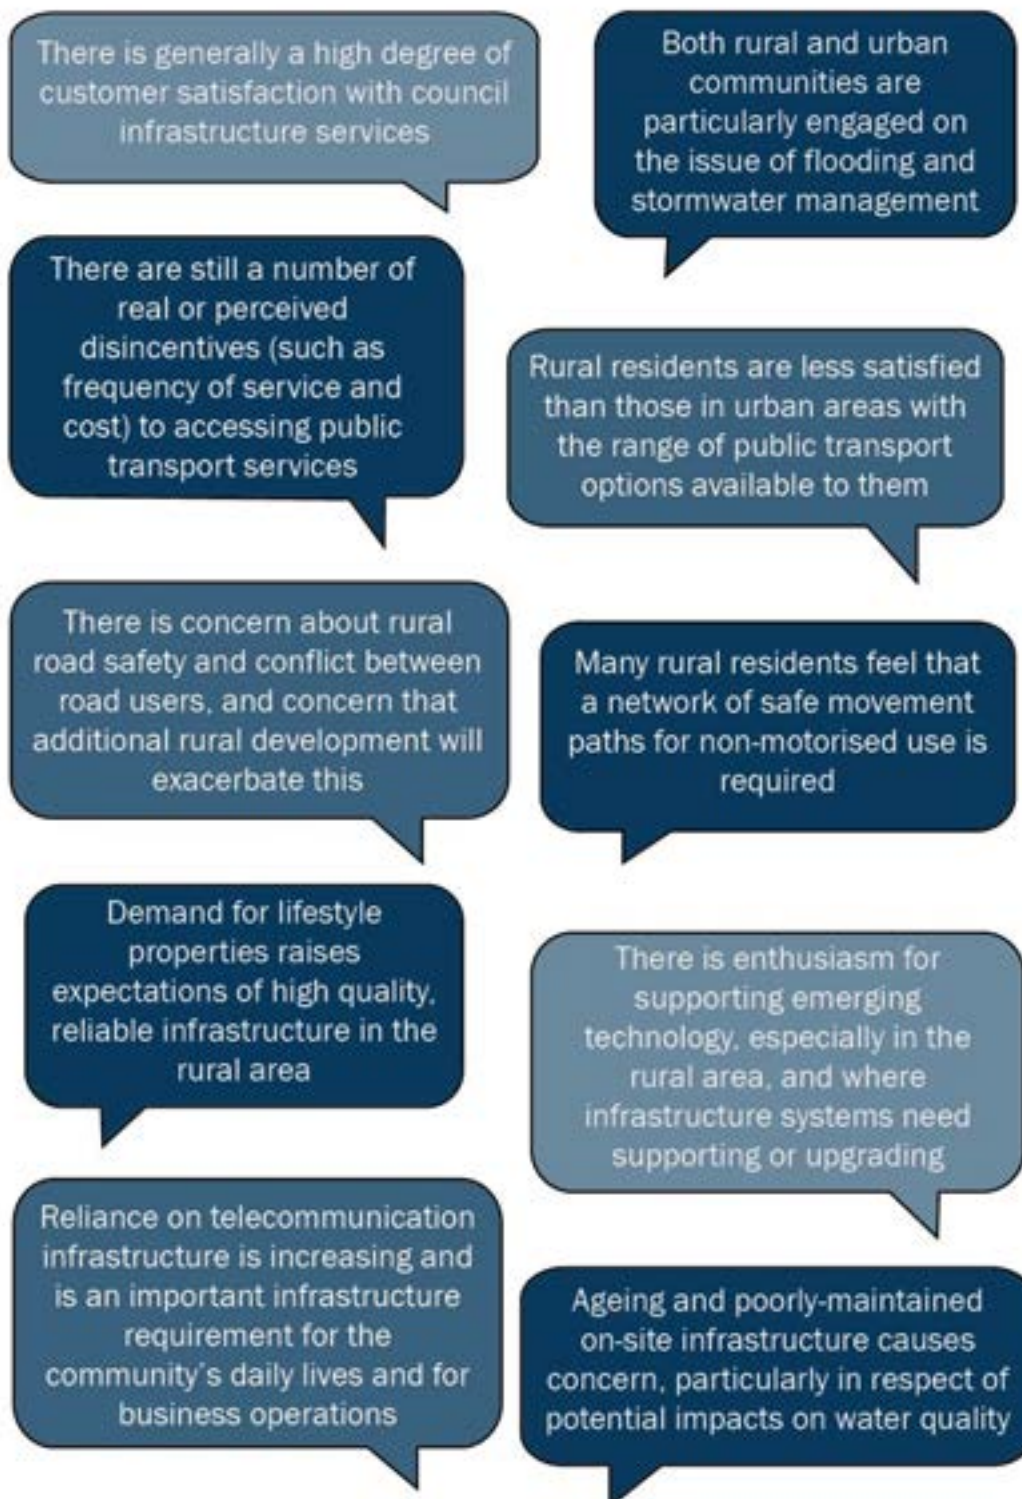 There is generally a high degree of
customer satisfaction with council
infrastructure services
Both rural and urban
communities are
particularly engaged on
the issue of flooding and
stormwater management
There are still a number of
real or perceived
disincentives (such as
frequency of service and
cost) to accessing public
transport services
Rural residents are less satisfied
than those in urban areas with
the range of public transport
options available to them
There is concern about rural
road safety and conflict between
road users, and concern that
additional rural development will
exacerbate this
Many rural residents feel that
a network of safe movement
paths for non-motorised use is
required
Demand for lifestyle
properties raises
expectations of high quality,
reliable infrastructure in the
rural area
There is enthusiasm for
supporting emerging
technology, especially in the
rural area, and where
infrastructure systems need
supporting or upgrading
Reliance on telecommunication
infrastructure is increasing and
is an important infrastructure
requirement for the
community's daily lives and for
business operations
Ageing and poorly-maintained
on-site infrastructure causes
concern, particularly in respect of
potential impacts on water quality